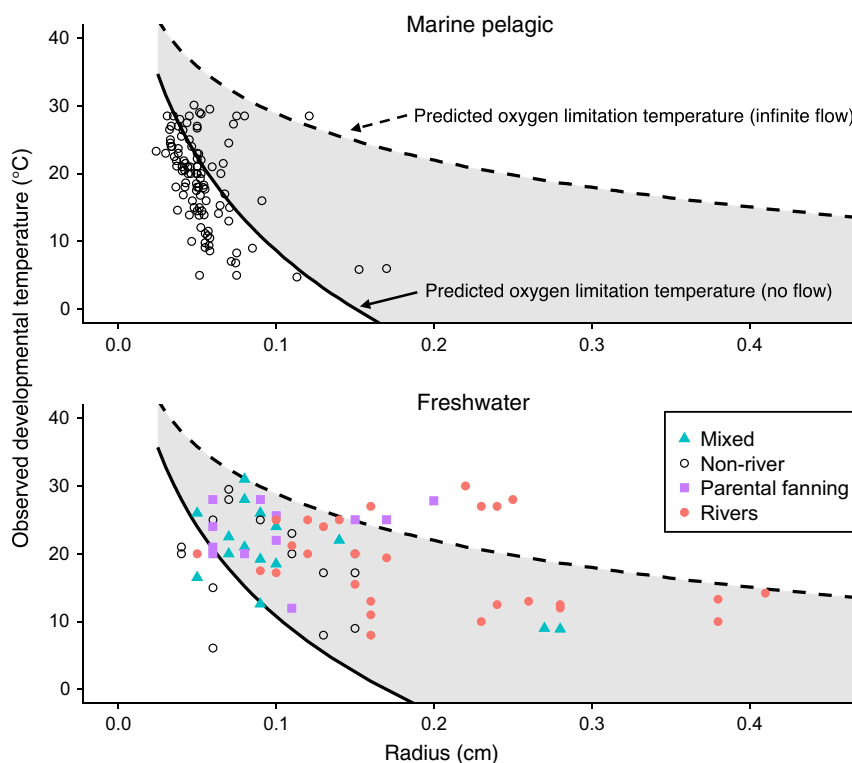 Marine pelagic
40
30
20
10
0
Predicted oxygen limitation temperature (infinite flow)
Predicted oxygen limitation temperature (no flow)
0.0 0.1 0.2 0.3 0.4
Observed developmental temperature (°C)
Freshwater
40
30
20
10
0
Mixed
Non-river
Parental fanning
Rivers
0.0 0.1 0.2 0.3 0.4
Radius (cm)